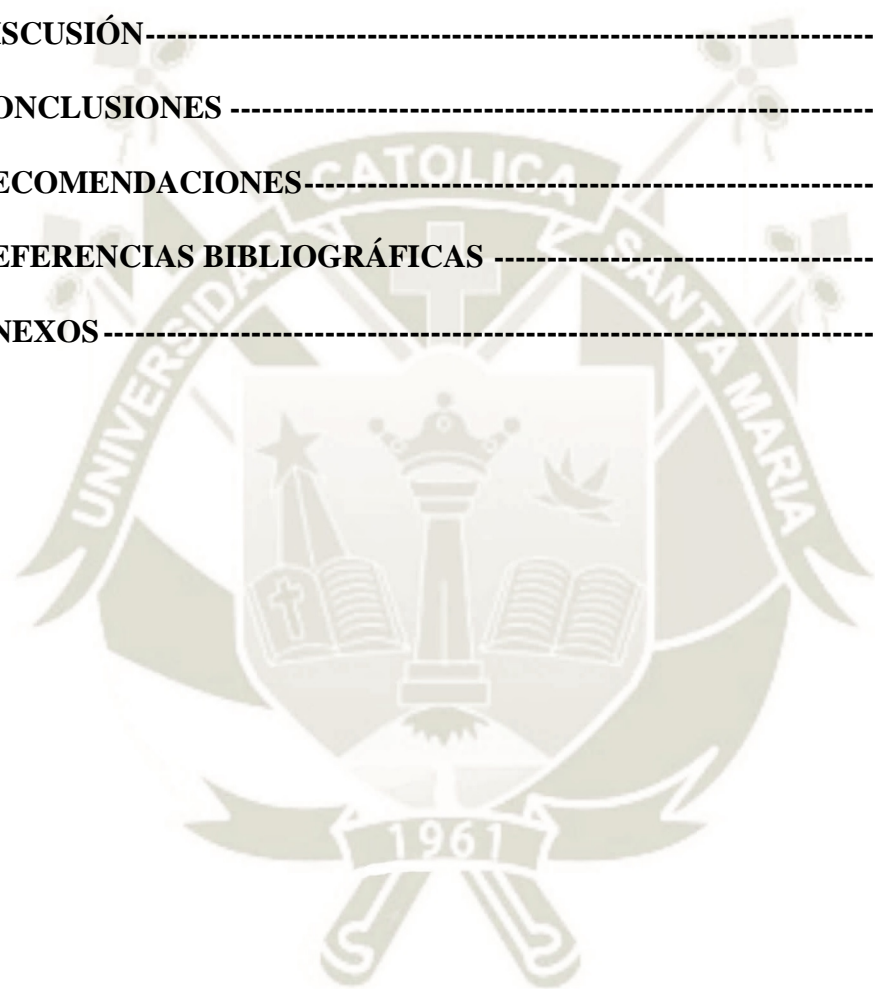 ISCUSIÓN----------------------------------------------------------------------
ONCLUSIONES --------------------------------------------------------------
ECOMENDACIONES-------------------------------------------------------
EFERENCIAS BIBLIOGRÁFICAS ------------------------------------
NEXOS--------------------------------------------------------------------------
UNIVERSIDAD CATOLICA SANTA MARIA
1961